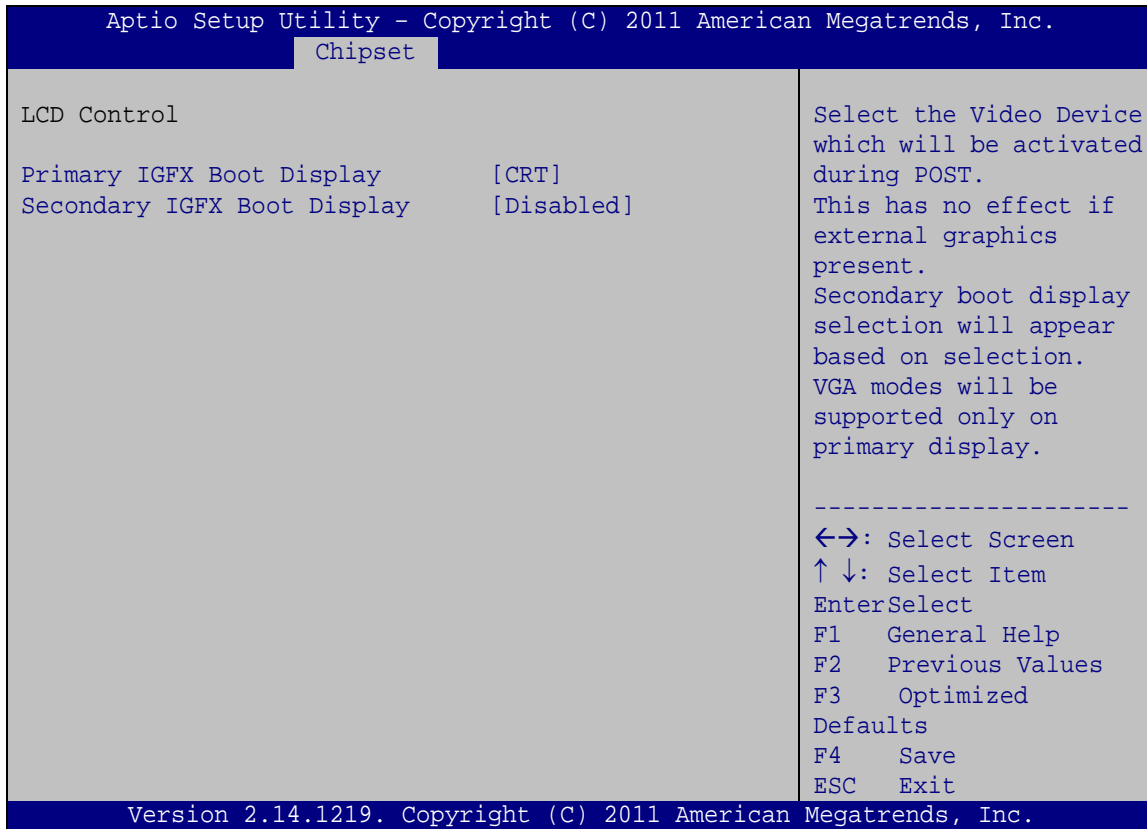 Aptio Setup Utility – Copyright (C) 2011 American Megatrends, Inc.
Chipset
LCD Control
Primary IGFX Boot Display [CRT]
Secondary IGFX Boot Display [Disabled]
Select the Video Device
which will be activated
during POST.
This has no effect if
external graphics
present.
Secondary boot display
selection will appear
based on selection.
VGA modes will be
supported only on
primary display.
----------------------
←→: Select Screen
↑ ↓: Select Item
EnterSelect
F1 General Help
F2 Previous Values
F3 Optimized
Defaults
F4 Save
ESC Exit
Version 2.14.1219. Copyright (C) 2011 American Megatrends, Inc.